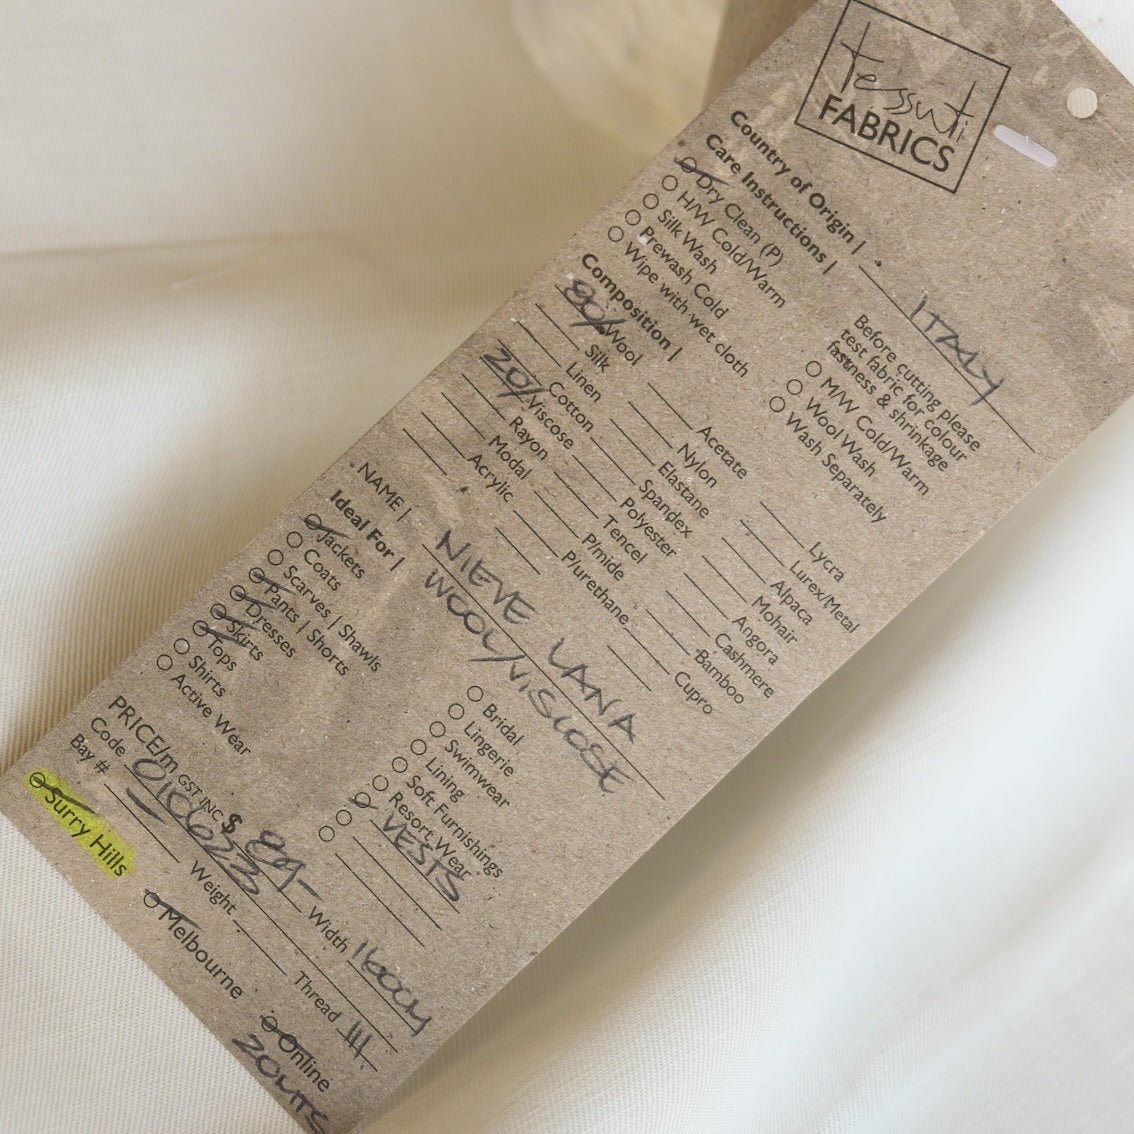 tessuti
FABRICS
Country of Origin | ITALY
Care Instructions |
Dry Clean (P)
H/W Cold/Warm
Silk Wash
Prewash Cold
Wipe with wet cloth
Before cutting please
test fabric for colour
fastness & shrinkage
M/W Cold/Warm
Wool Wash
Wash Separately
Composition |
80% Wool
Silk
Linen
Cotton
20% Viscose
Rayon
Modal
Acrylic
Acetate
Nylon
Elastane
Spandex
Polyester
Tencel
P/mide
P/urethane
Lycra
Lurex/Metal
Alpaca
Mohair
Angora
Cashmere
Bamboo
Cupro
NAME | NIEVE LANA
WOOL/VISCOSE
Ideal For |
Jackets
Coats
Scarves | Shawls
Pants | Shorts
Dresses
Skirts
Tops
Shirts
Active Wear
Bridal
Lingerie
Swimwear
Lining
Soft Furnishings
Resort Wear
VESTS
PRICE/m GST INC $ 89- Width 160CM
Code 0106223
Bay #
Weight
Thread III
Surry Hills
Melbourne
Online
20MTS